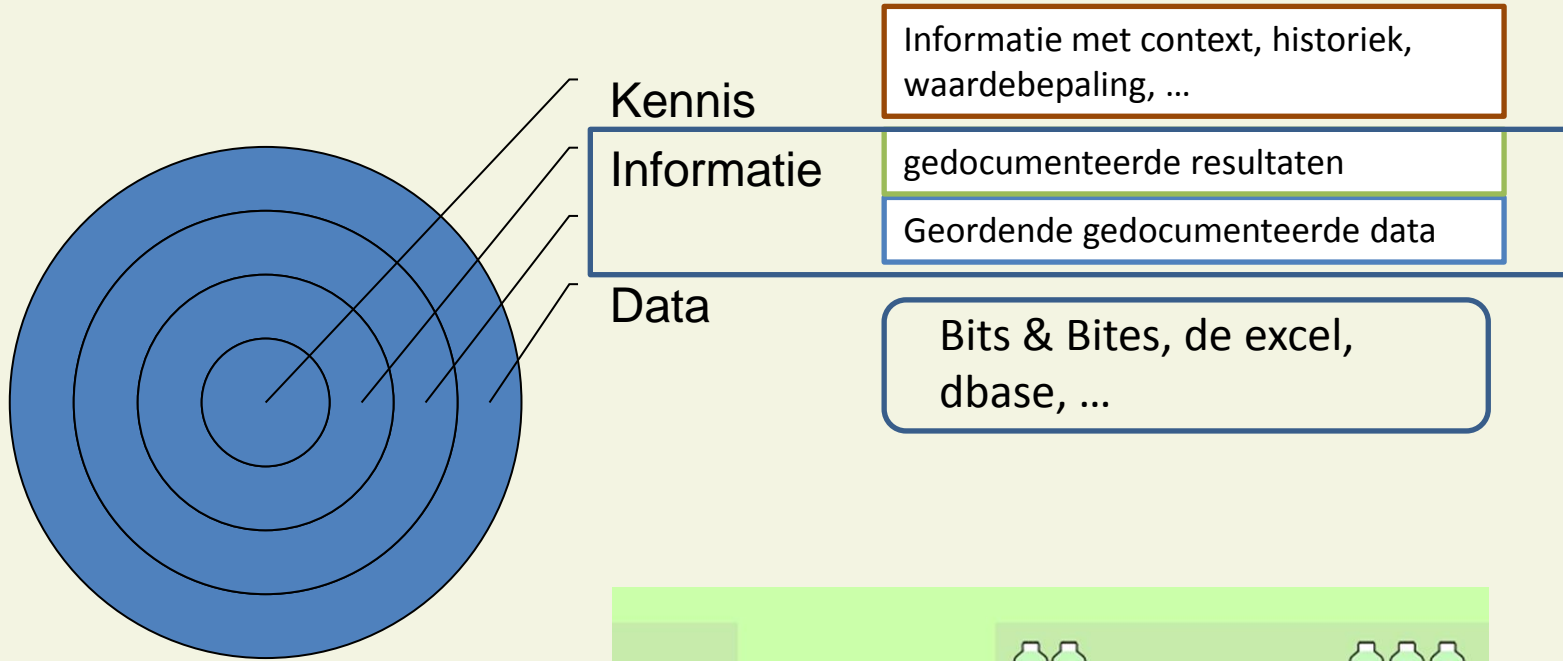 Kennis
Informatie met context, historiek,
waardebepaling, …
Informatie
gedocumenteerde resultaten
Geordende gedocumenteerde data
Data
Bits & Bites, de excel,
dbase, …